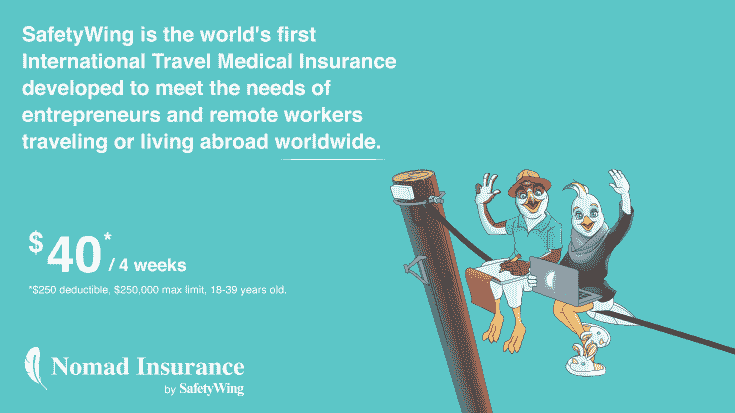 SafetyWing is the world's first
International Travel Medical Insurance
developed to meet the needs of
entrepreneurs and remote workers
traveling or living abroad worldwide.
$40* / 4 weeks
*$250 deductible, $250,000 max limit, 18-39 years old.
Nomad Insurance
by SafetyWing